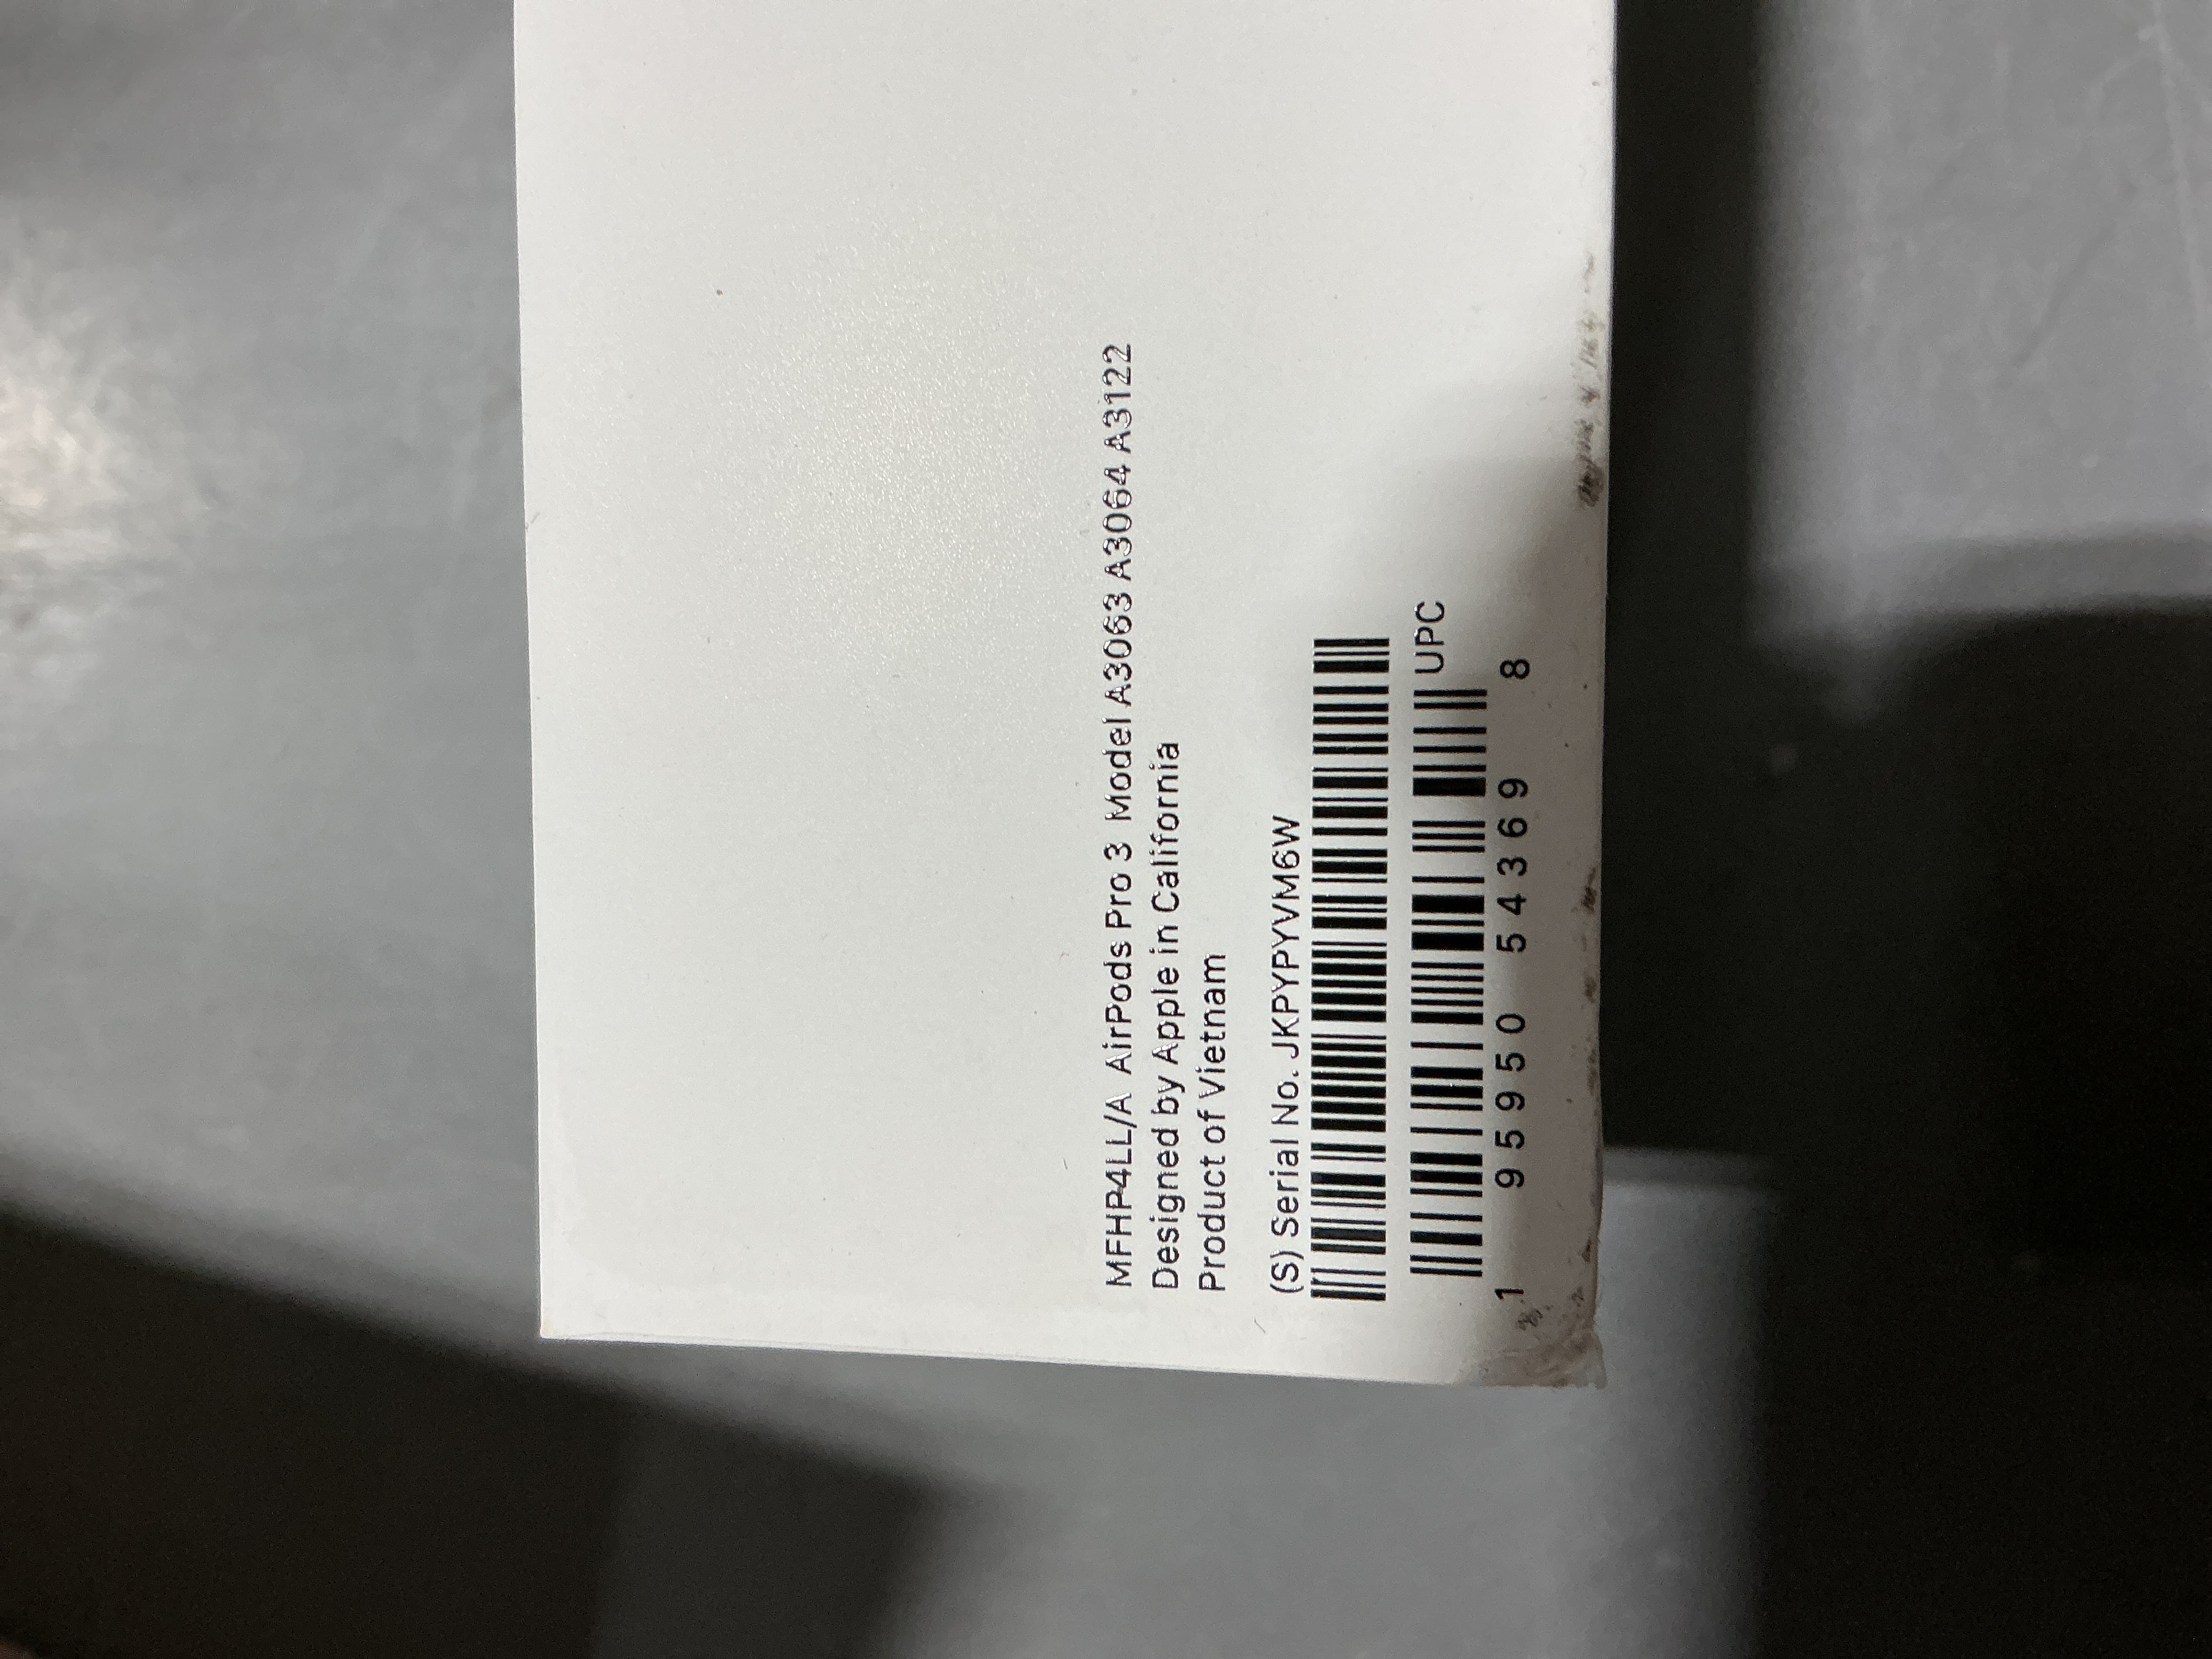 MFHP4LL/A AirPods Pro 3 Model A3063 A3064 A3122
Designed by Apple in California
Product of Vietnam
(S) Serial No. JKPYPYVM6W
UPC
1 95950 54369 8